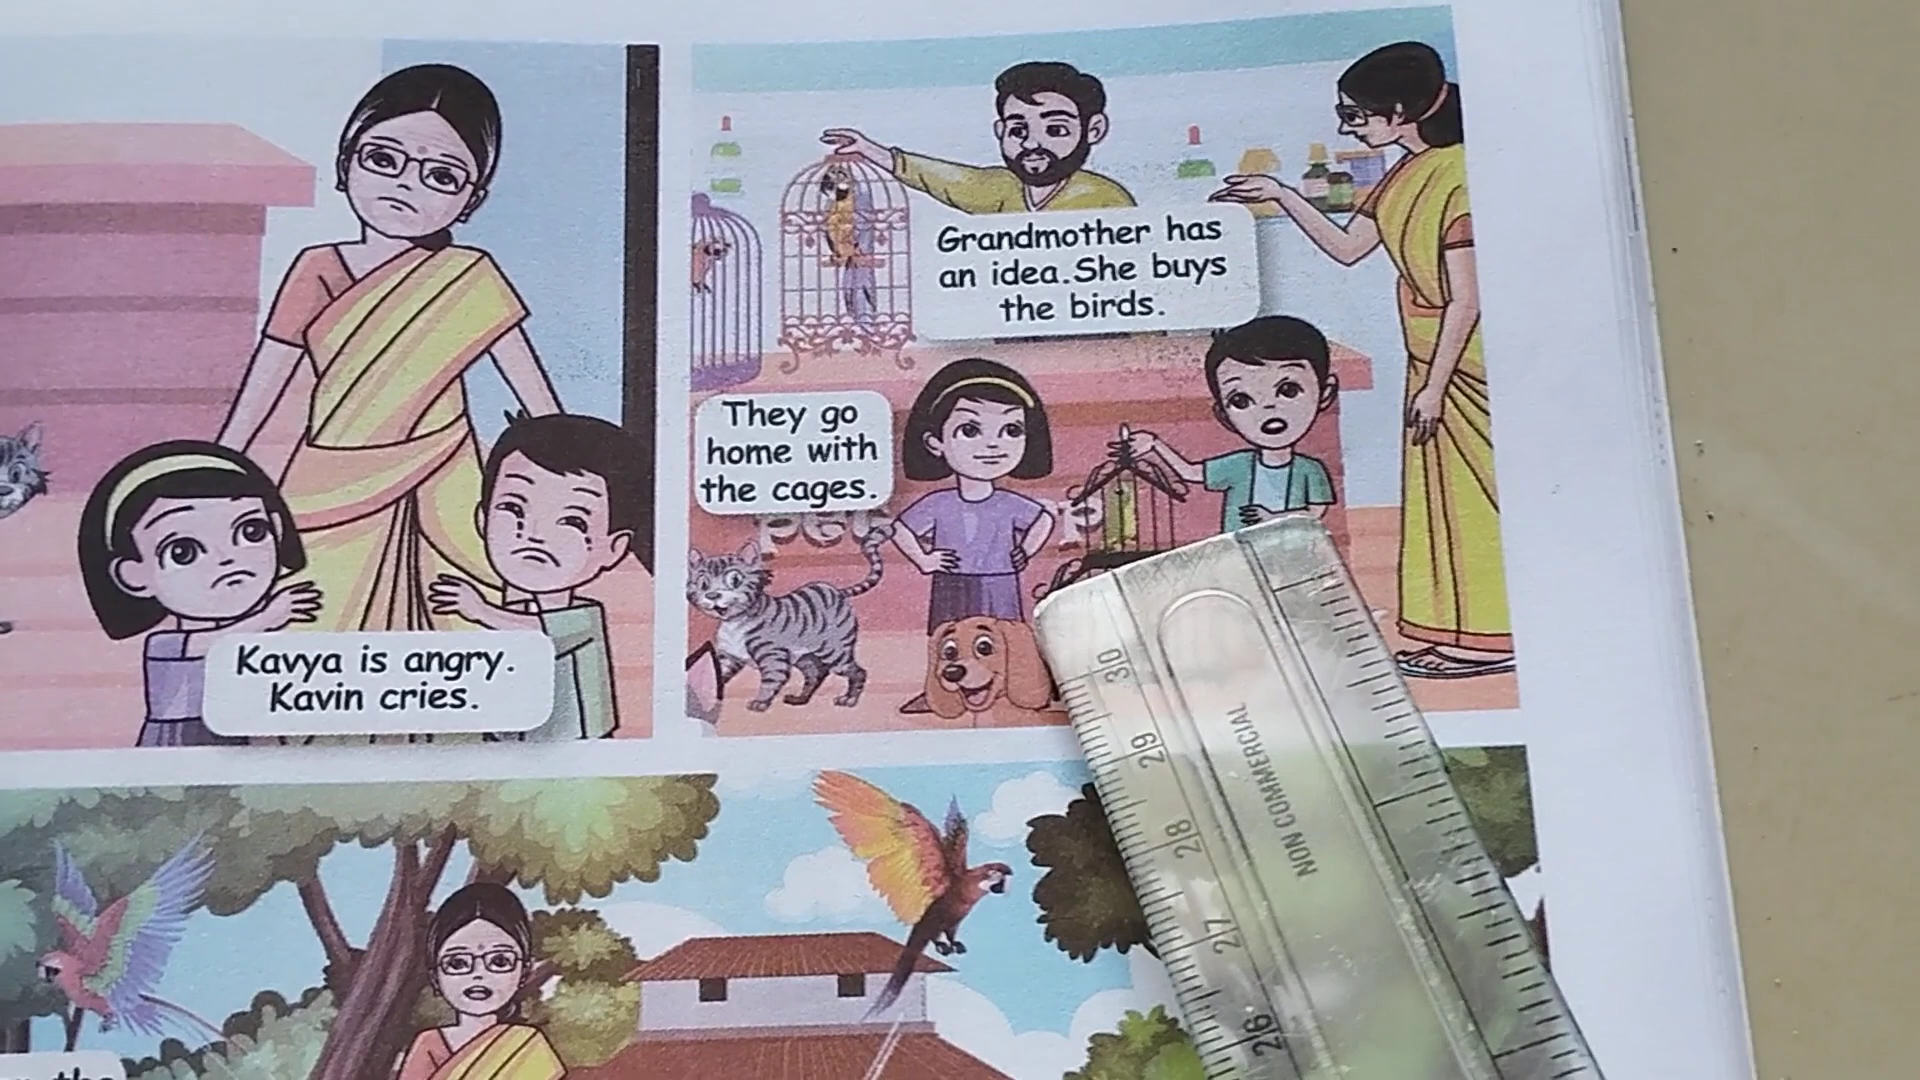 Kavya is angry.
Kavin cries.
Grandmother has
an idea.She buys
the birds.
They go
home with
the cages.
30
29
28
27
26
NON COMMERCIAL